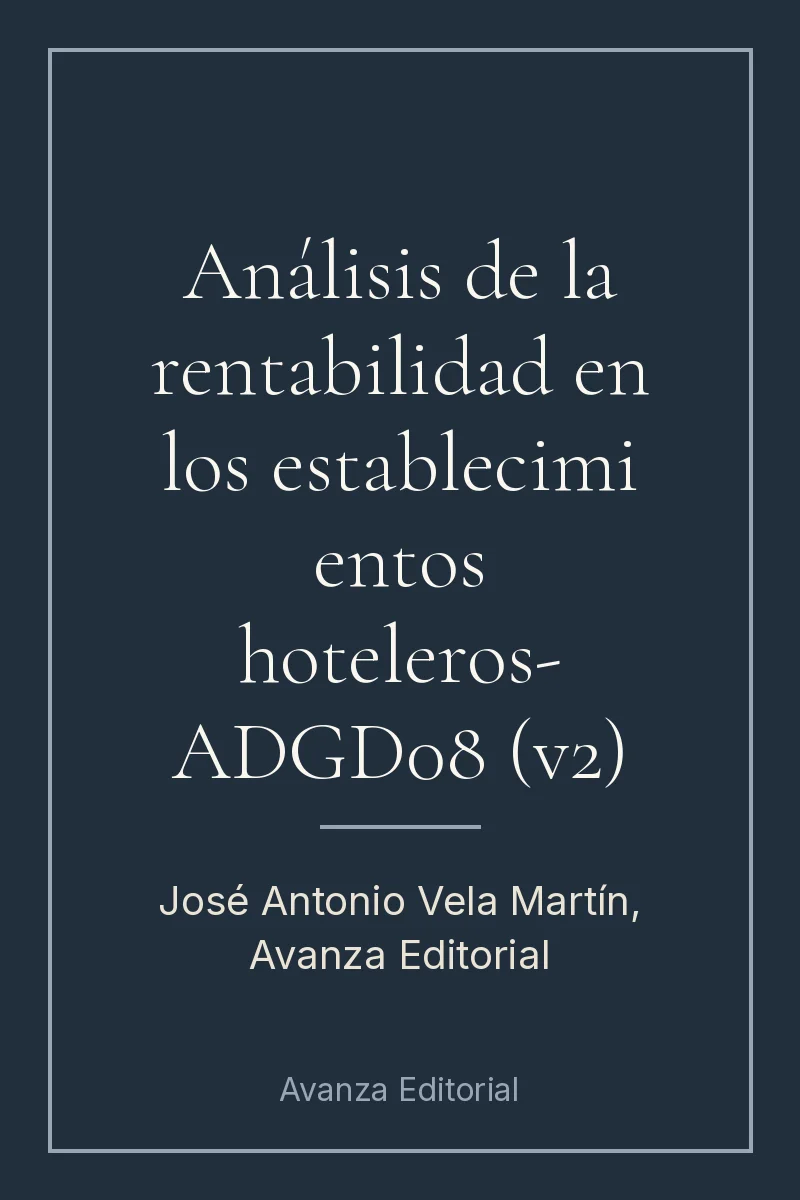 Análisis de la
rentabilidad en
los establecimi
entos
hoteleros-
ADGD08 (v2)
José Antonio Vela Martín,
Avanza Editorial
Avanza Editorial